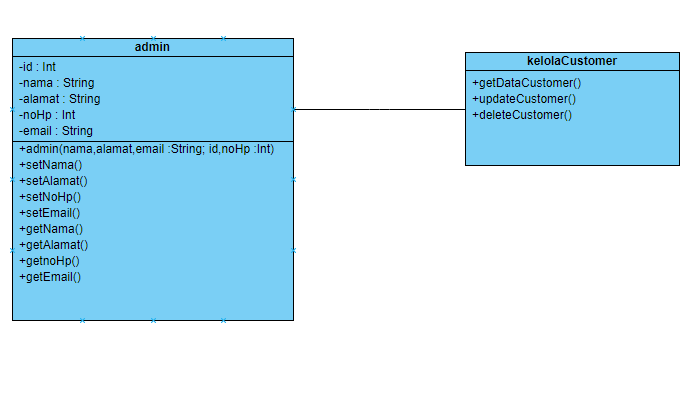 admin
-id : Int
-nama : String
-alamat : String
-noHp : Int
-email : String
+admin(nama,alamat,email :String; id,noHp :Int)
+setNama()
+setAlamat()
+setNoHp()
+setEmail()
+getNama()
+getAlamat()
+getnoHp()
+getEmail()
kelolaCustomer
+getDataCustomer()
+updateCustomer()
+deleteCustomer()